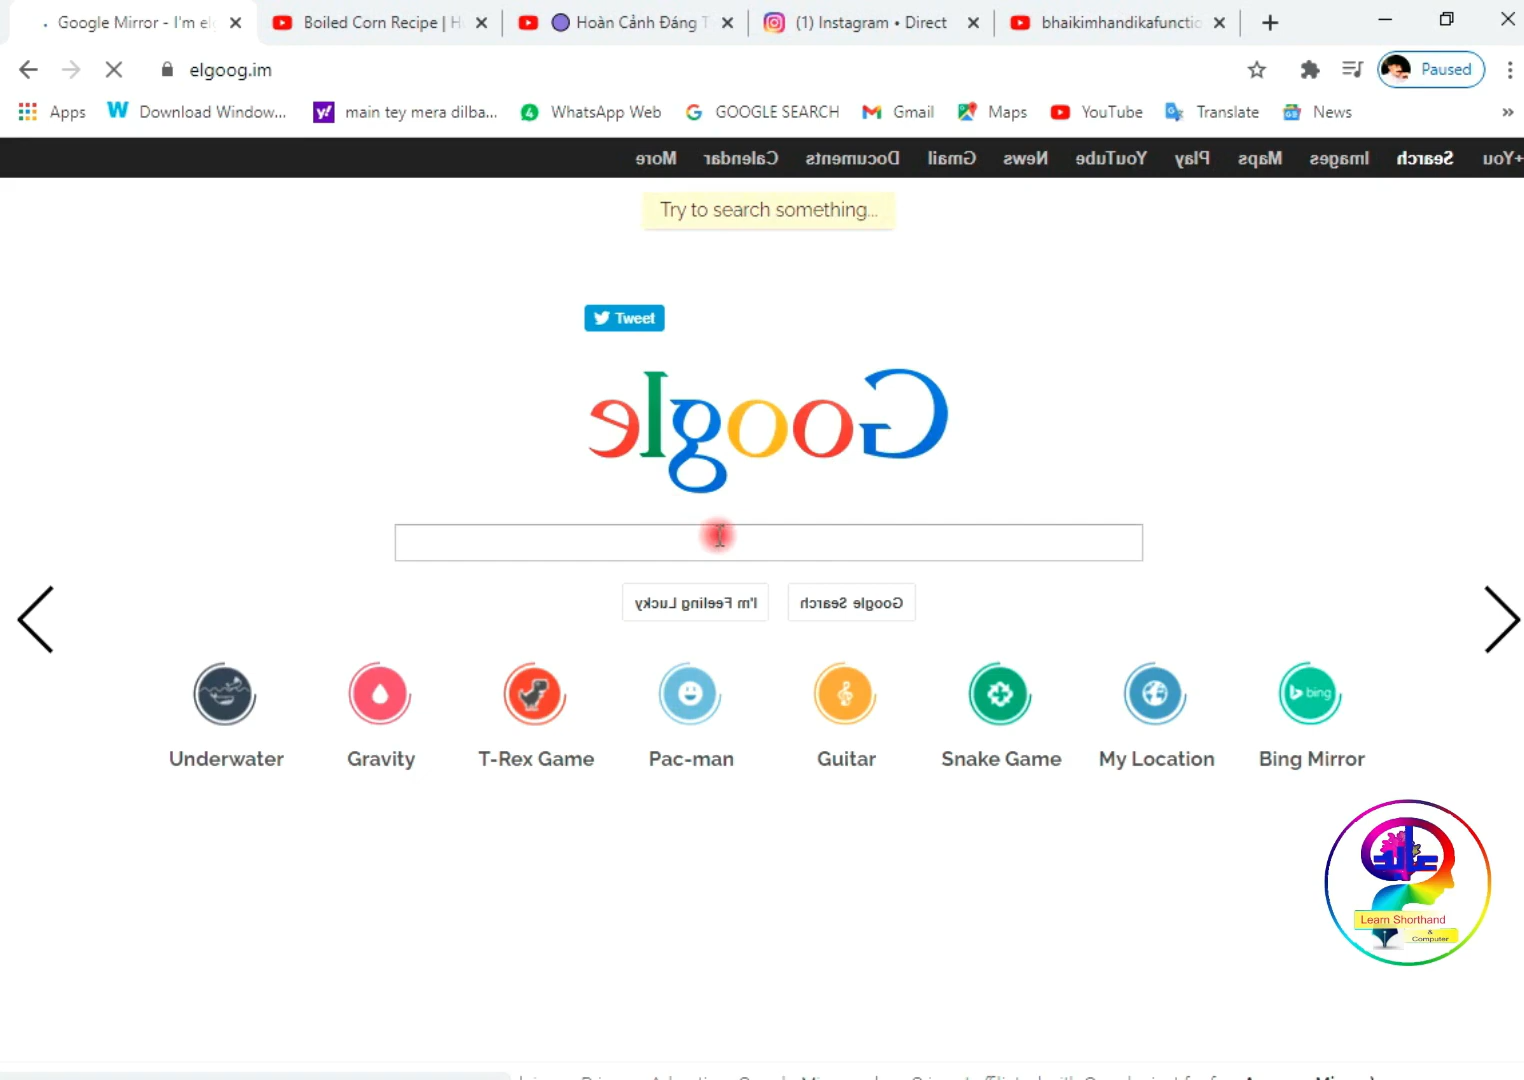 Google Mirror - I'm el
Boiled Corn Recipe | H
Hoàn Cảnh Đáng T
(1) Instagram • Direct
bhaikimhandikafunctio
elgoog.im
Paused
Apps
Download Window...
main tey mera dilba...
WhatsApp Web
GOOGLE SEARCH
Gmail
Maps
YouTube
Translate
News
»
More Calendar Documents Gmail News YouTube Play Maps Images Search +You
Try to search something...
Tweet
Google
I'm Feeling Lucky
Google Search
bing
Underwater
Gravity
T-Rex Game
Pac-man
Guitar
Snake Game
My Location
Bing Mirror
Learn Shorthand
&
Computer